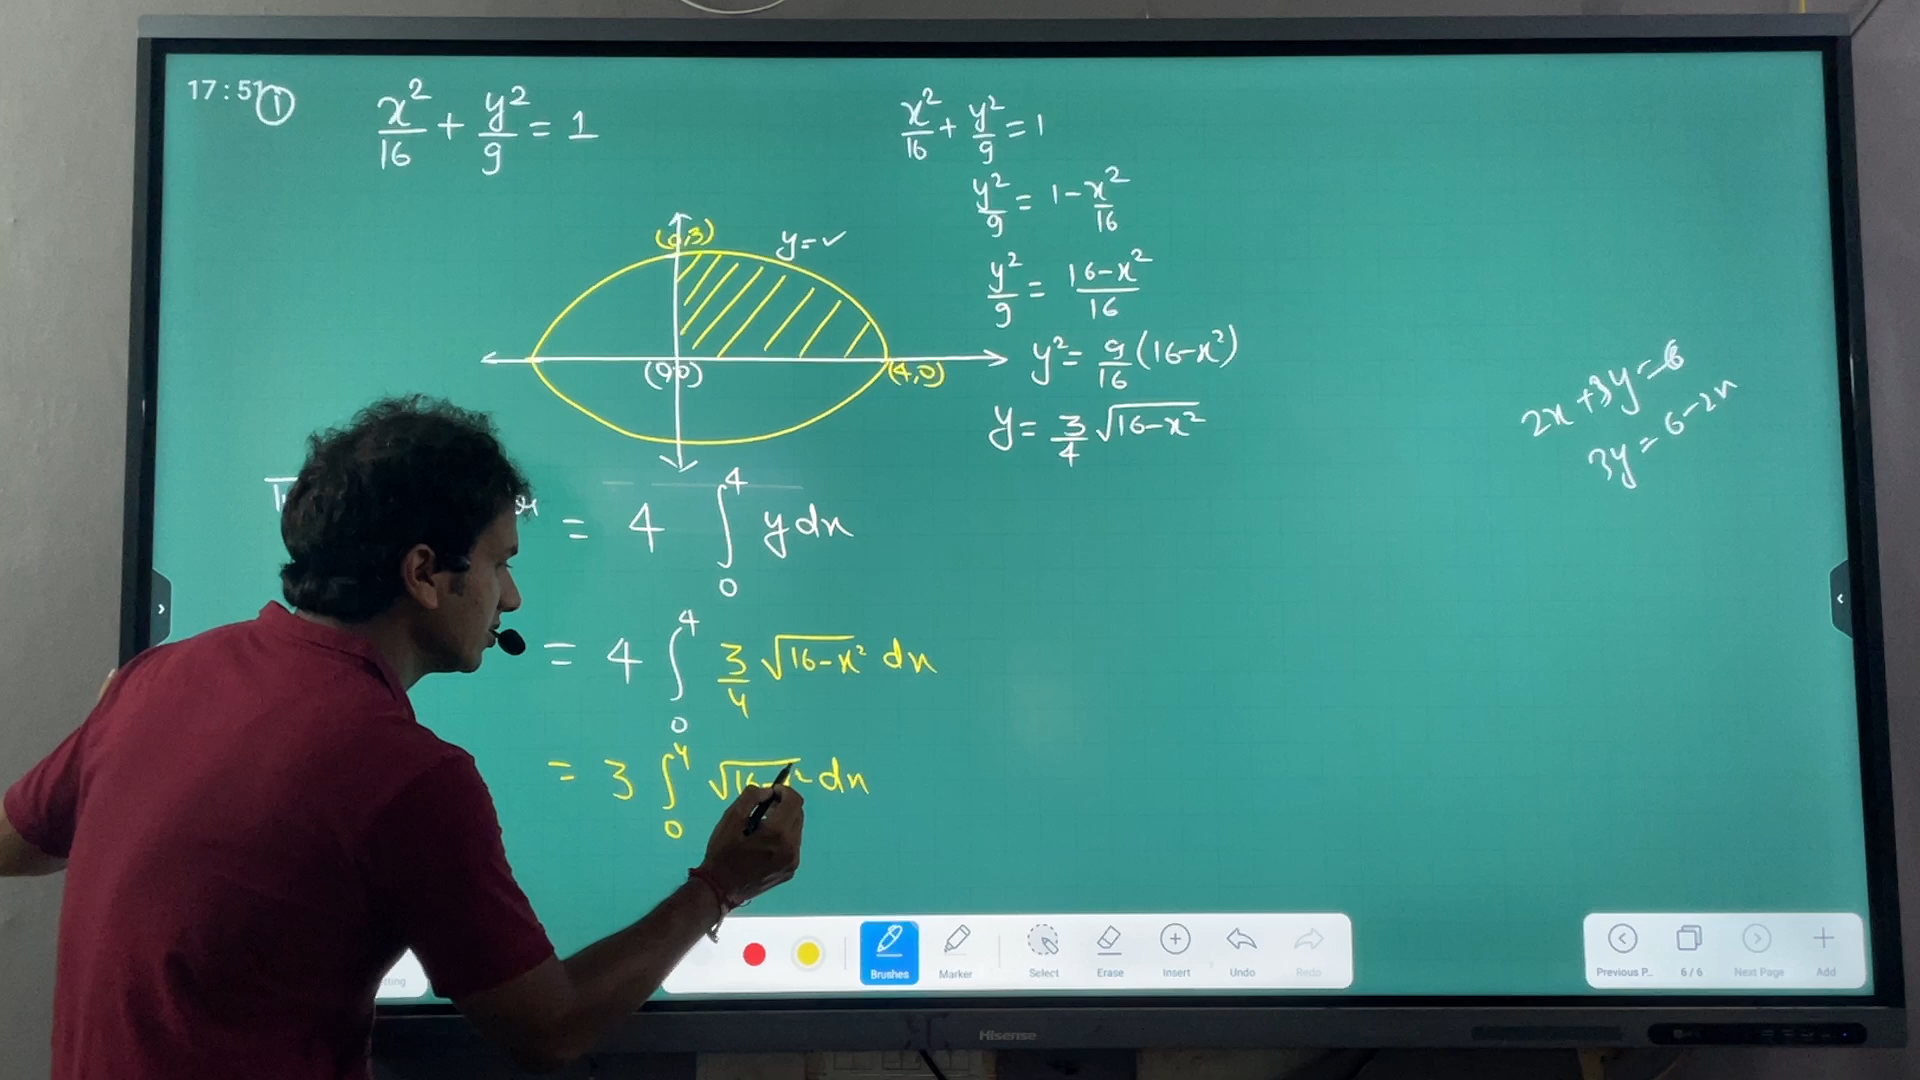 17:51 ①
x²/16 + y²/9 = 1
x²/16 + y²/9 = 1
y²/9 = 1 - x²/16
y²/9 = 16-x²/16
y² = 9/16 (16-x²)
y = 3/4 √16-x²
(0,3)
y=✓
(0,0)
(4,0)
2x+3y=6
3y=6-2x
= 4 ∫₀⁴ y dx
= 4 ∫₀⁴ 3/4 √16-x² dx
= 3 ∫₀⁴ √16-x² dx
Brushes Marker Select Erase Insert Undo Redo
Previous P... 6/6 Next Page Add
Hisense